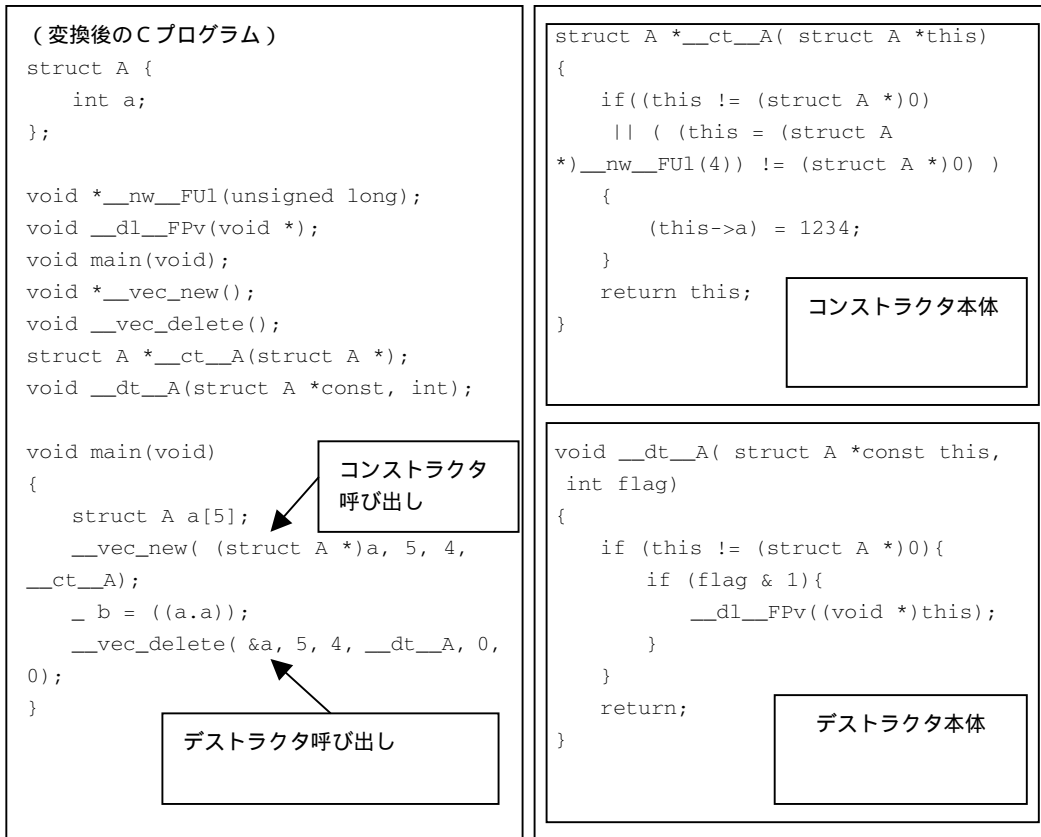 （変換後のＣプログラム）
struct A {
    int a;
};

void *__nw__FUl(unsigned long);
void __dl__FPv(void *);
void main(void);
void *__vec_new();
void __vec_delete();
struct A *__ct__A(struct A *);
void __dt__A(struct A *const, int);

void main(void)
{
    struct A a[5];
    __vec_new( (struct A *)a, 5, 4,
__ct__A);
    _ b = ((a.a));
    __vec_delete( &a, 5, 4, __dt__A, 0,
0);
}
コンストラクタ
呼び出し
デストラクタ呼び出し
struct A *__ct__A( struct A *this)
{
    if((this != (struct A *)0)
     || ( (this = (struct A
*)__nw__FUl(4)) != (struct A *)0) )
    {
        (this->a) = 1234;
    }
    return this;
}
コンストラクタ本体
void __dt__A( struct A *const this,
 int flag)
{
    if (this != (struct A *)0){
        if (flag & 1){
            __dl__FPv((void *)this);
        }
    }
    return;
}
デストラクタ本体